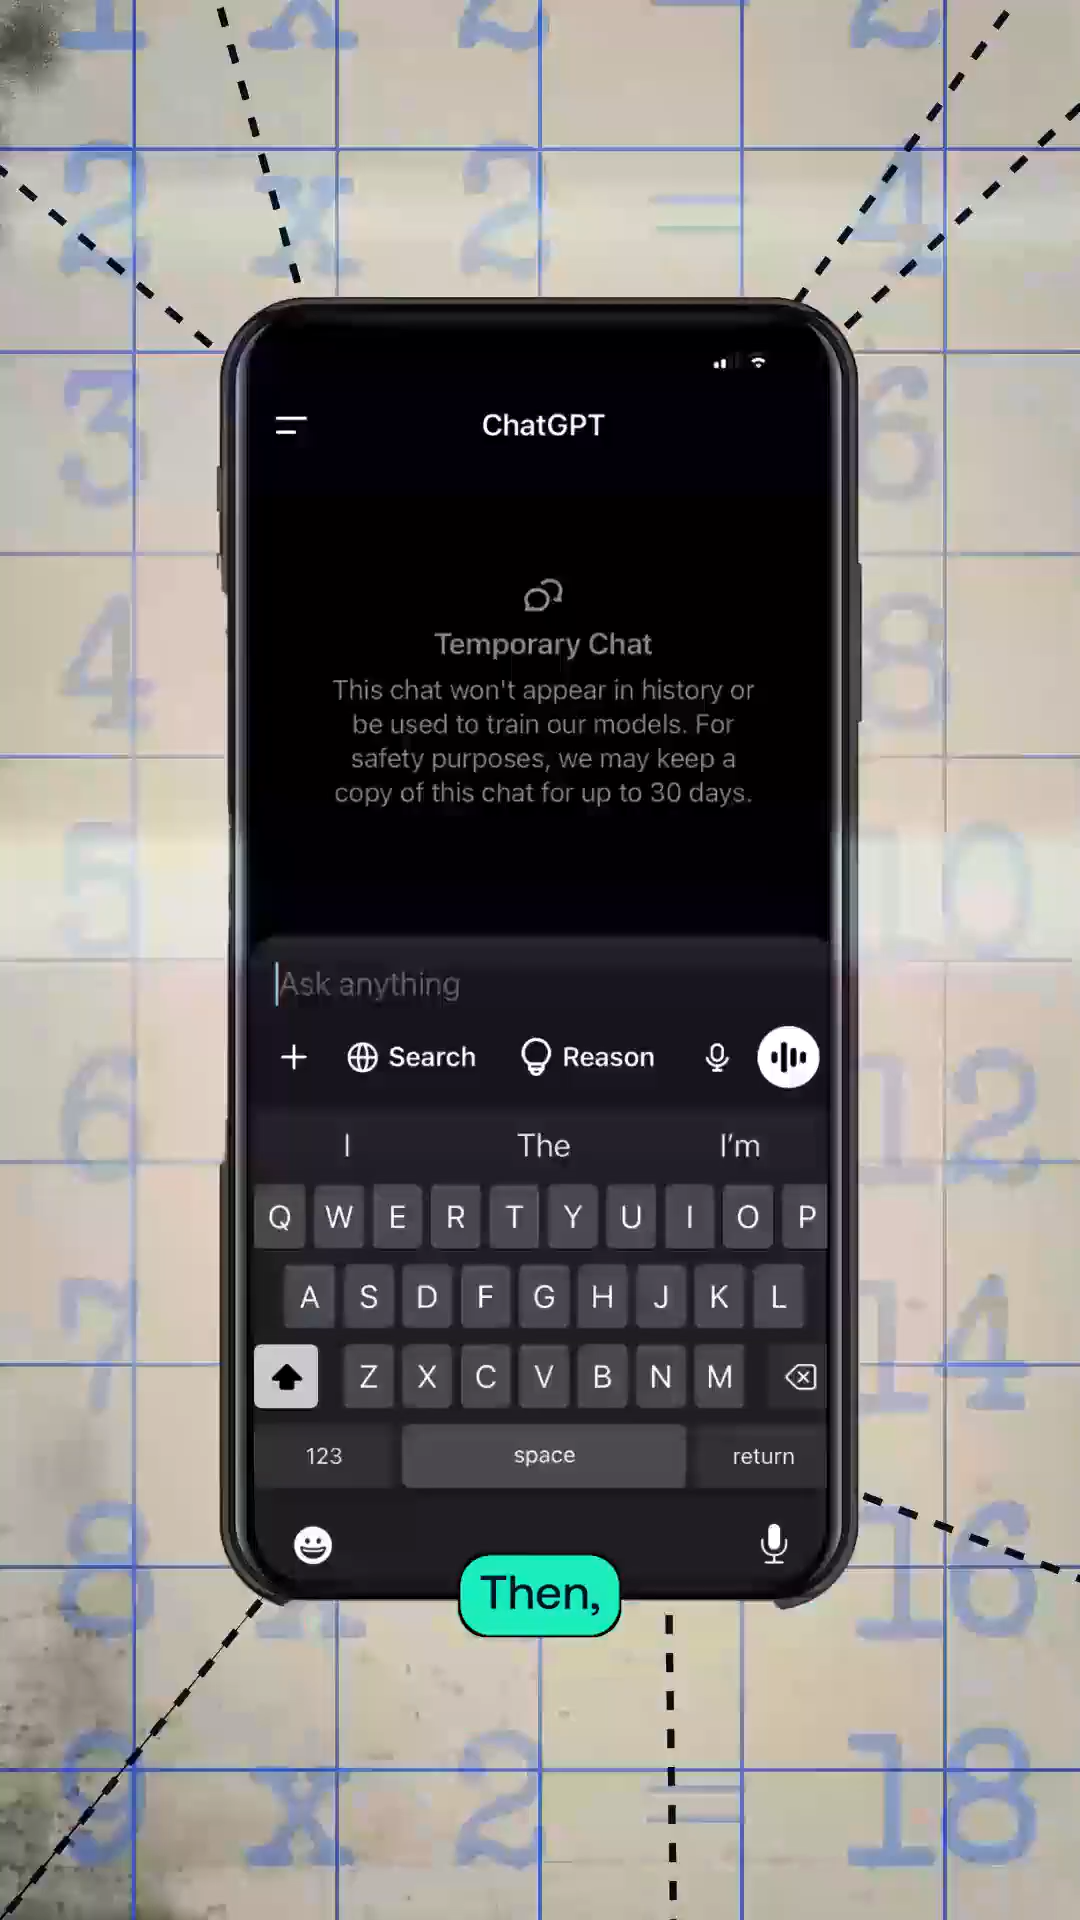 1 x 2 2
2 x 2 = 4
ChatGPT
3 6
Temporary Chat
This chat won't appear in history or
be used to train our models. For
safety purposes, we may keep a
copy of this chat for up to 30 days.
4 8
5 10
Ask anything
Search Reason
6 12
I The I'm
Q W E R T Y U I O P
A S D F G H J K L
7 14
Z X C V B N M
123 space return
8 x 16
Then,
9 x 2 = 18